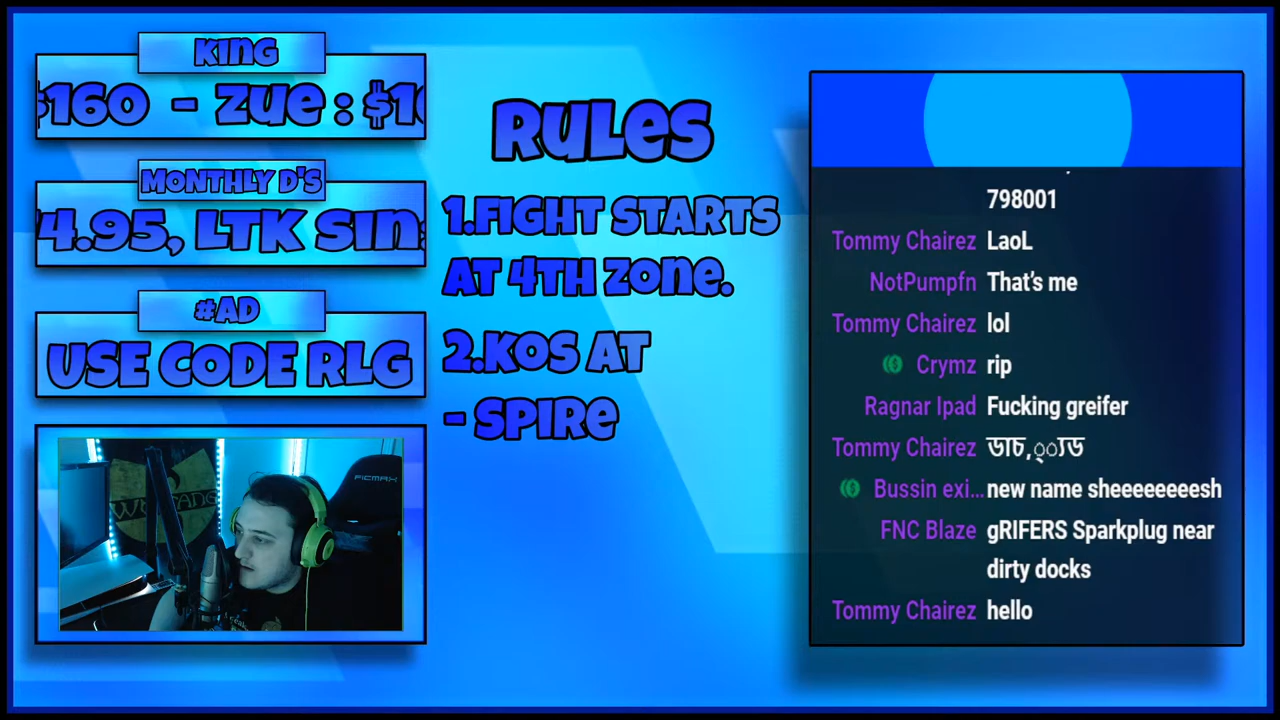 King
$160 - Zue : $10
MONTHLY D'S
4.95, LTK Sin
#AD
USE CODE RLG
PICMAX
Rules
1.FIGHT STARTS
AT 4TH ZONE.
2.KOS AT
- SPIRE
798001
Tommy Chairez LaoL
NotPumpfn That's me
Tommy Chairez lol
Crymz rip
Ragnar Ipad Fucking greifer
Tommy Chairez
Bussin exi... new name sheeeeeeeesh
FNC Blaze gRIFERS Sparkplug near
dirty docks
Tommy Chairez hello